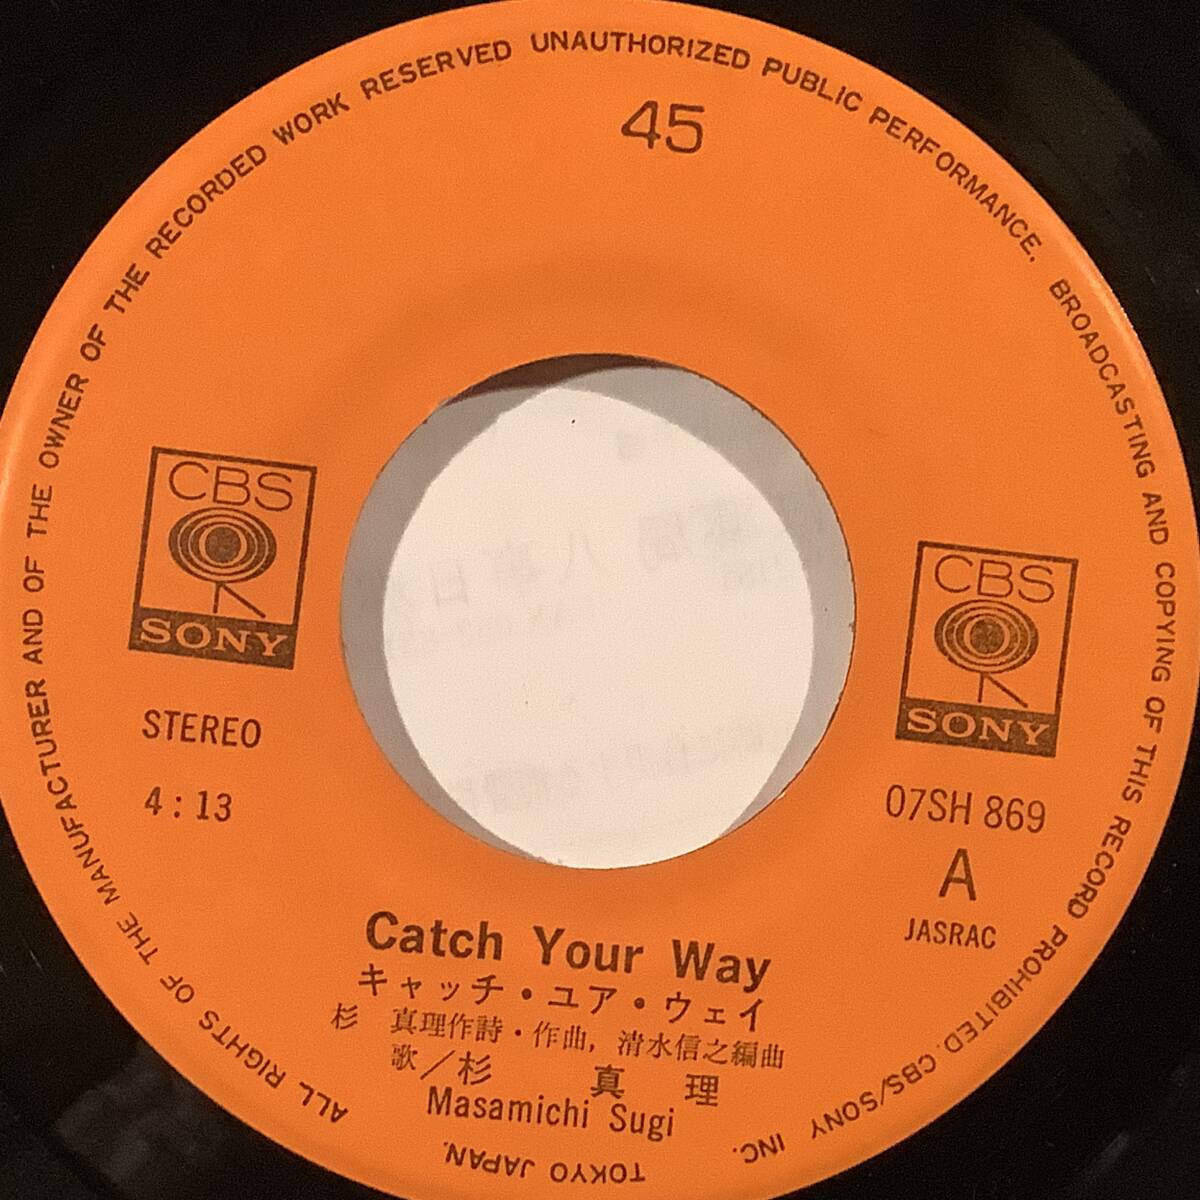 ALL RIGHTS OF THE MANUFACTURER AND OF THE OWNER OF THE RECORDED WORK RESERVED UNAUTHORIZED PUBLIC PERFORMANCE, BROADCASTING AND COPYING OF THIS RECORD PROHIBITED. CBS/SONY INC. TOKYO JAPAN.
45
CBS
SONY
CBS
SONY
STEREO
4:13
07SH 869
A
JASRAC
Catch Your Way
キャッチ・ユア・ウェイ
杉 真理作詩・作曲, 清水信之編曲
歌/杉 真 理
Masamichi Sugi